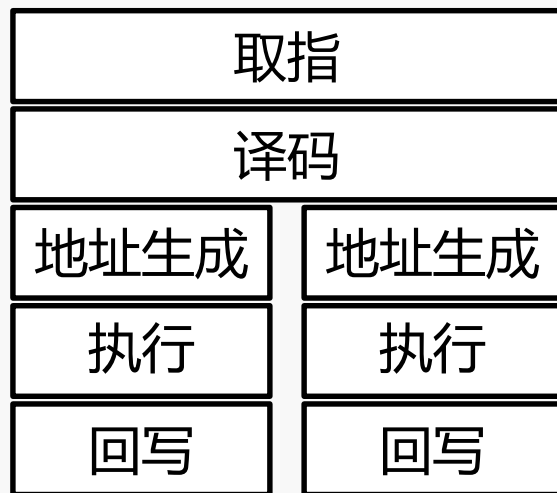 取指
译码
地址生成 地址生成
执行 执行
回写 回写